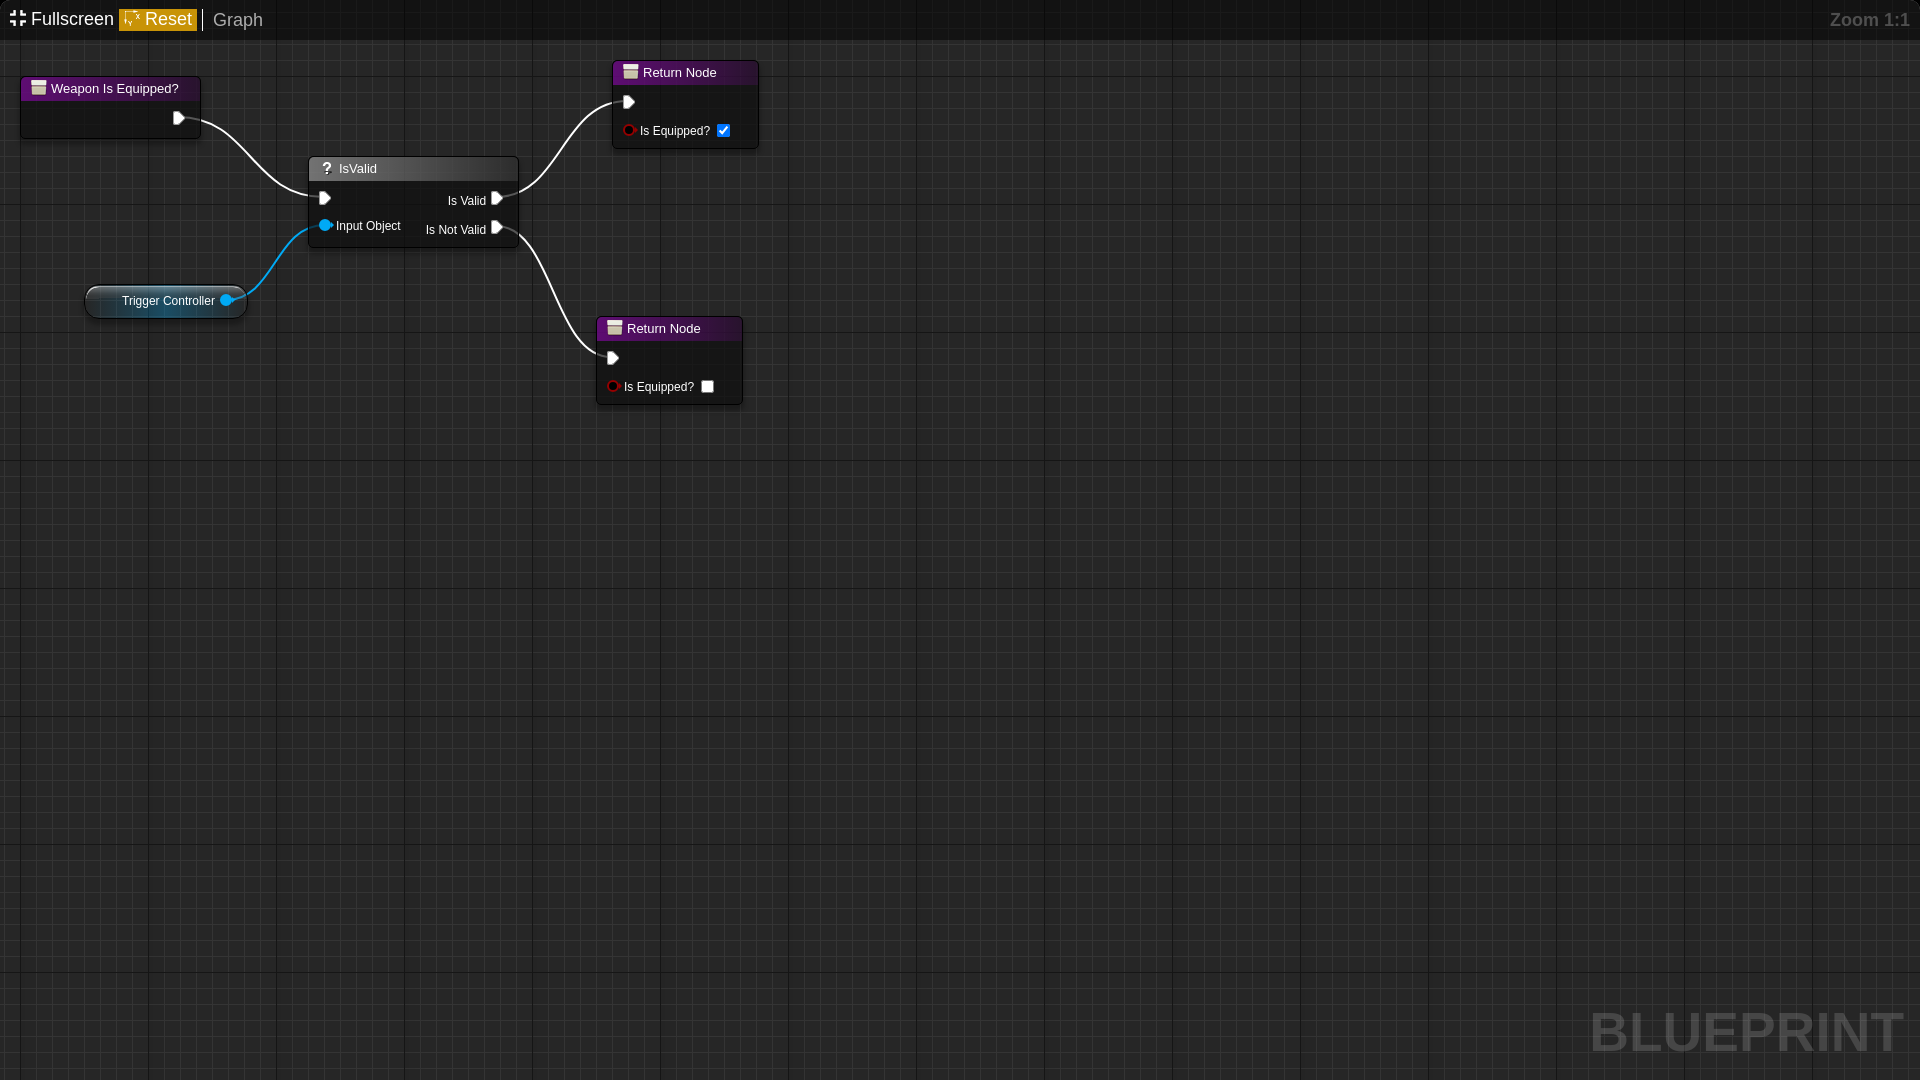 Fullscreen Reset Graph
Zoom 1:1
Weapon Is Equipped?
Return Node
Is Equipped?
? IsValid
Is Valid
Input Object
Is Not Valid
Trigger Controller
Return Node
Is Equipped?
BLUEPRINT